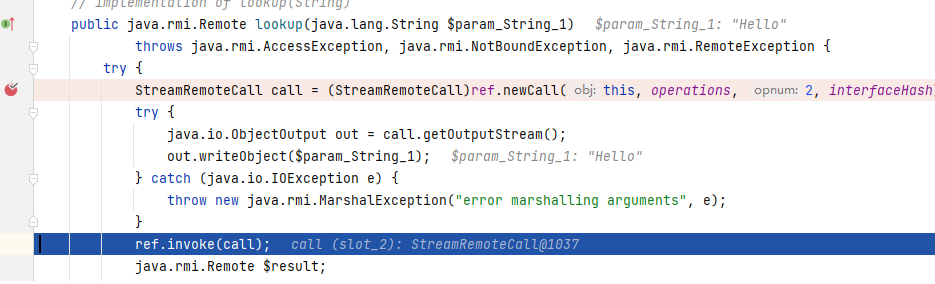 // implementation of lookup(String)
public java.rmi.Remote lookup(java.lang.String $param_String_1)   $param_String_1: "Hello"
throws java.rmi.AccessException, java.rmi.NotBoundException, java.rmi.RemoteException {
try {
StreamRemoteCall call = (StreamRemoteCall)ref.newCall( obj: this, operations, opnum: 2, interfaceHash)
try {
java.io.ObjectOutput out = call.getOutputStream();
out.writeObject($param_String_1);   $param_String_1: "Hello"
} catch (java.io.IOException e) {
throw new java.rmi.MarshalException("error marshalling arguments", e);
}
ref.invoke(call);   call (slot_2): StreamRemoteCall@1037
java.rmi.Remote $result;